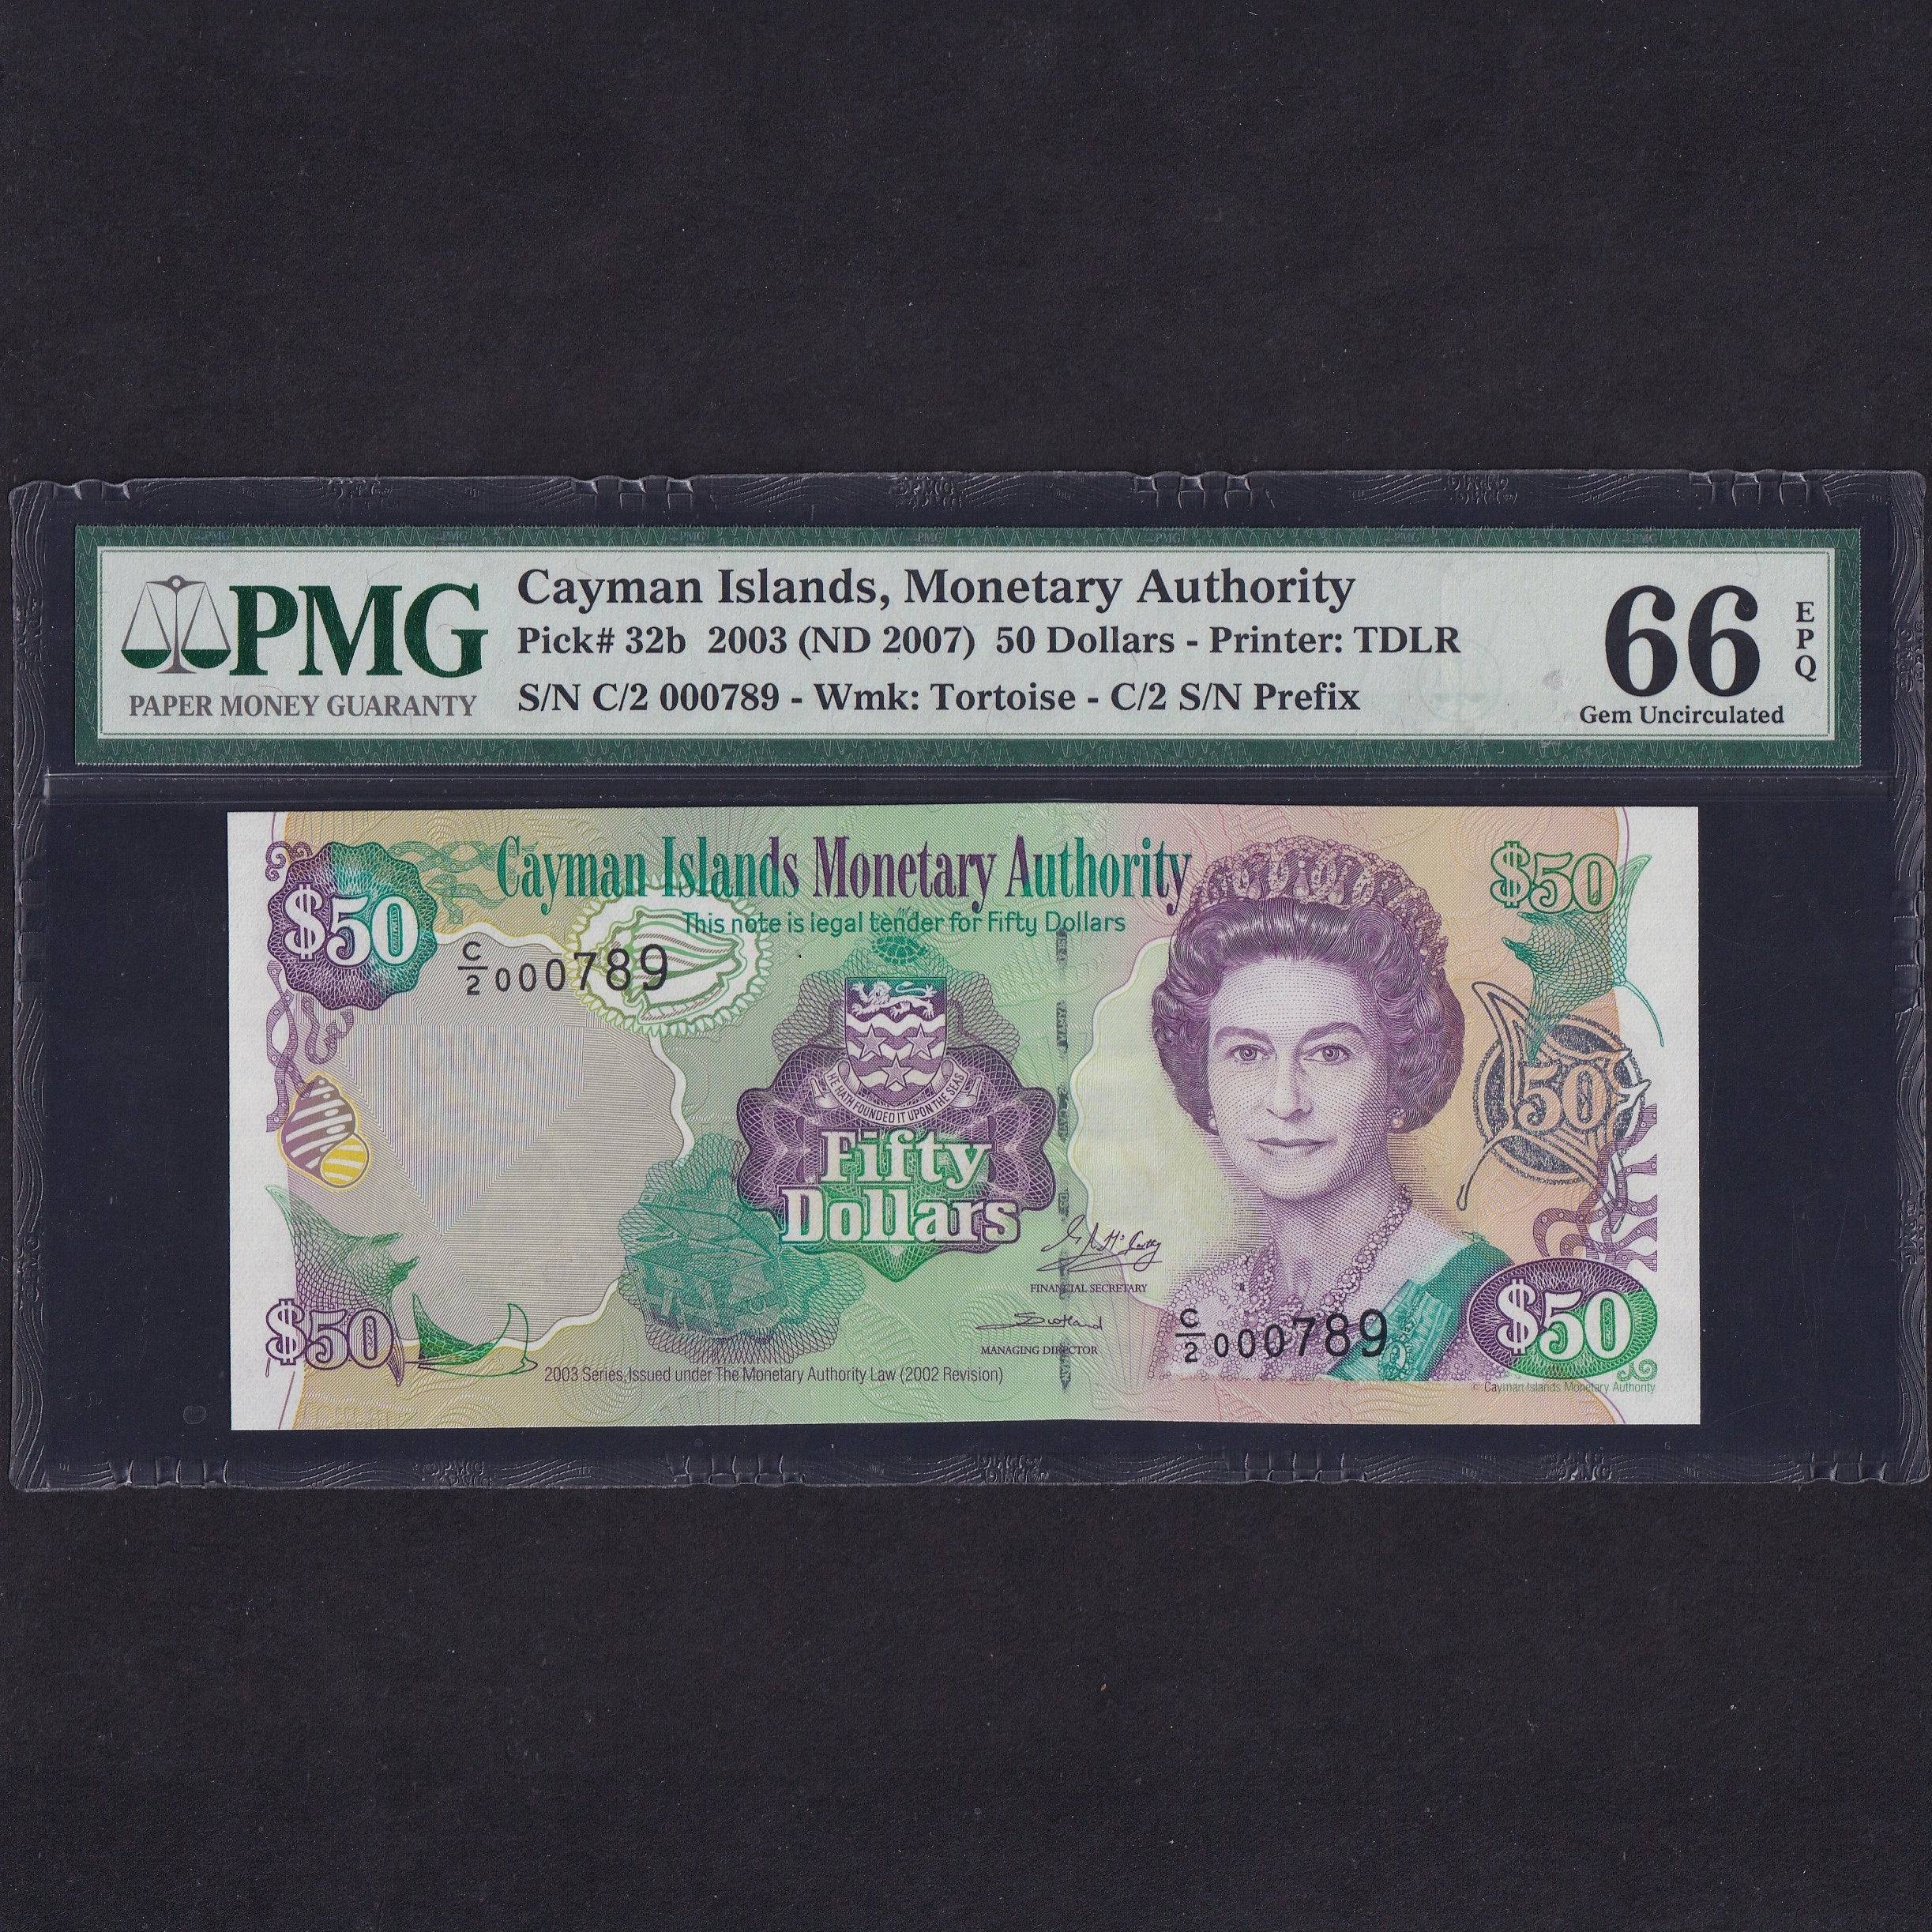 PMG
PAPER MONEY GUARANTY
Cayman Islands, Monetary Authority
Pick# 32b 2003 (ND 2007) 50 Dollars - Printer: TDLR
S/N C/2 000789 - Wmk: Tortoise - C/2 S/N Prefix
66
EPQ
Gem Uncirculated
Cayman Islands Monetary Authority
This note is legal tender for Fifty Dollars
$50
$50
C/2 000789
HE HATH FOUNDED IT UPON THE SEAS
50
Fifty
Dollars
FINANCIAL SECRETARY
MANAGING DIRECTOR
C/2 000789
$50
$50
2003 Series, Issued under The Monetary Authority Law (2002 Revision)
© Cayman Islands Monetary Authority